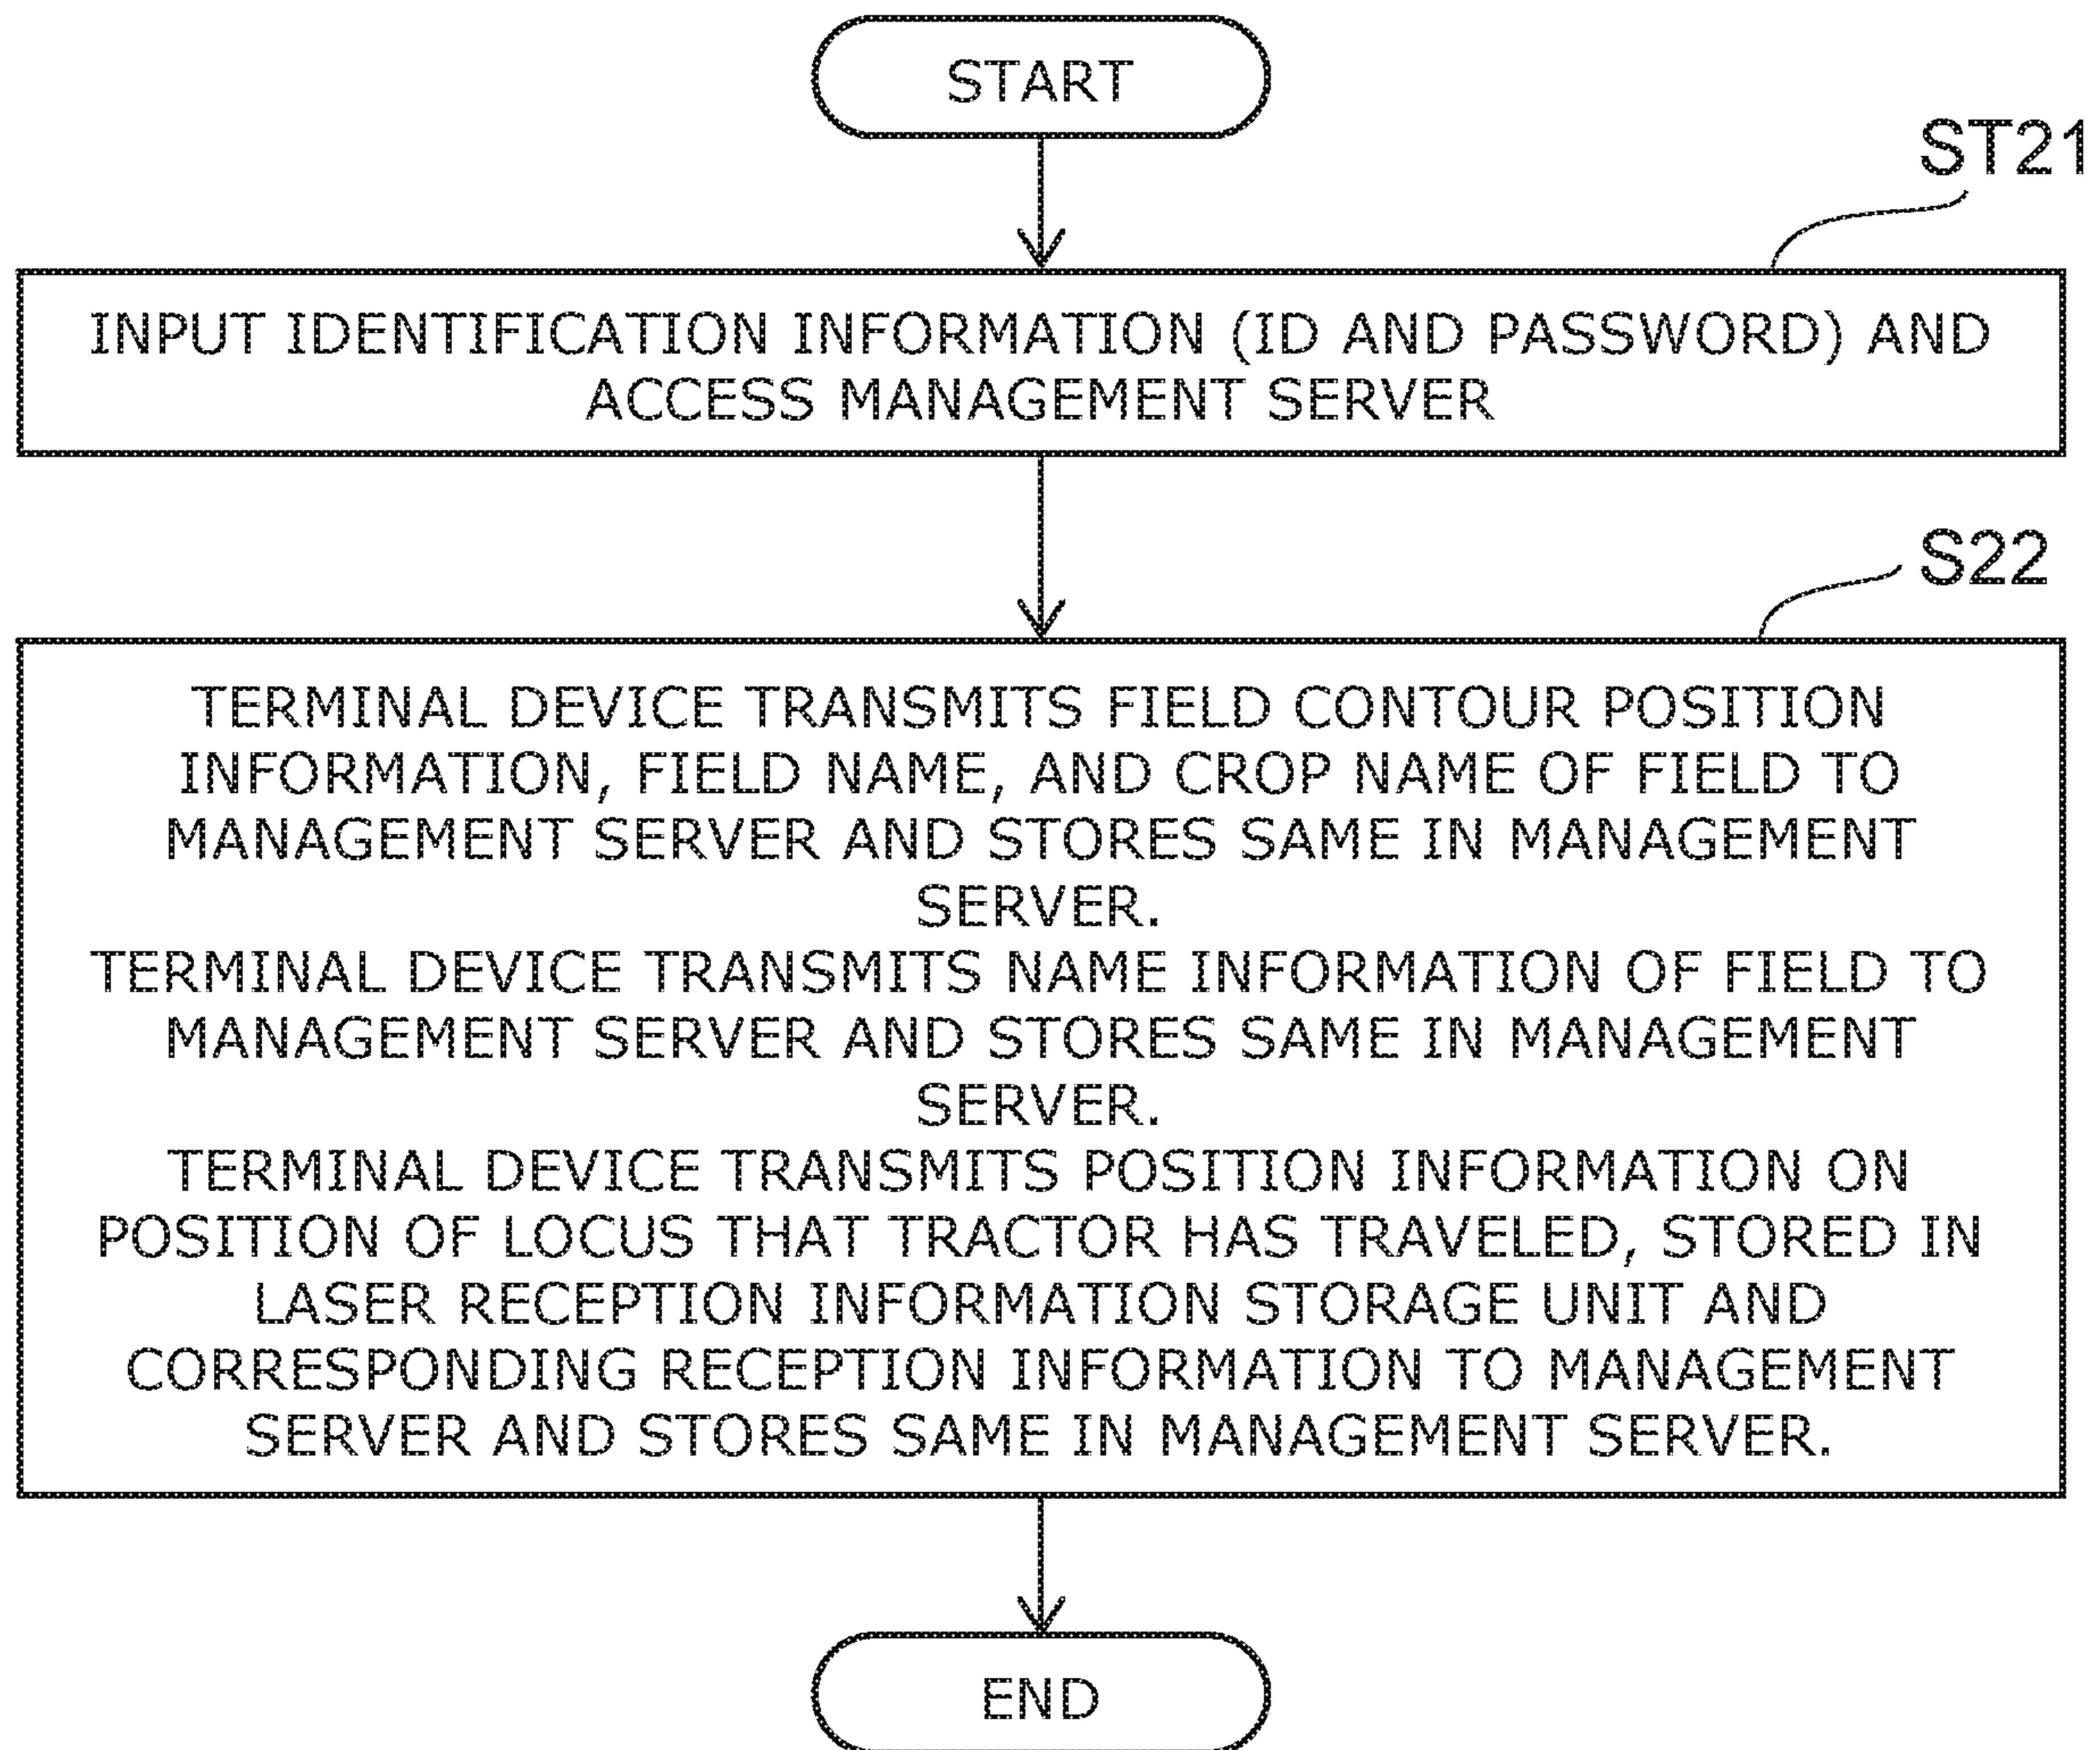 START
ST21
INPUT IDENTIFICATION INFORMATION (ID AND PASSWORD) AND
ACCESS MANAGEMENT SERVER
S22
TERMINAL DEVICE TRANSMITS FIELD CONTOUR POSITION
INFORMATION, FIELD NAME, AND CROP NAME OF FIELD TO
MANAGEMENT SERVER AND STORES SAME IN MANAGEMENT
SERVER.
TERMINAL DEVICE TRANSMITS NAME INFORMATION OF FIELD TO
MANAGEMENT SERVER AND STORES SAME IN MANAGEMENT
SERVER.
TERMINAL DEVICE TRANSMITS POSITION INFORMATION ON
POSITION OF LOCUS THAT TRACTOR HAS TRAVELED, STORED IN
LASER RECEPTION INFORMATION STORAGE UNIT AND
CORRESPONDING RECEPTION INFORMATION TO MANAGEMENT
SERVER AND STORES SAME IN MANAGEMENT SERVER.
END